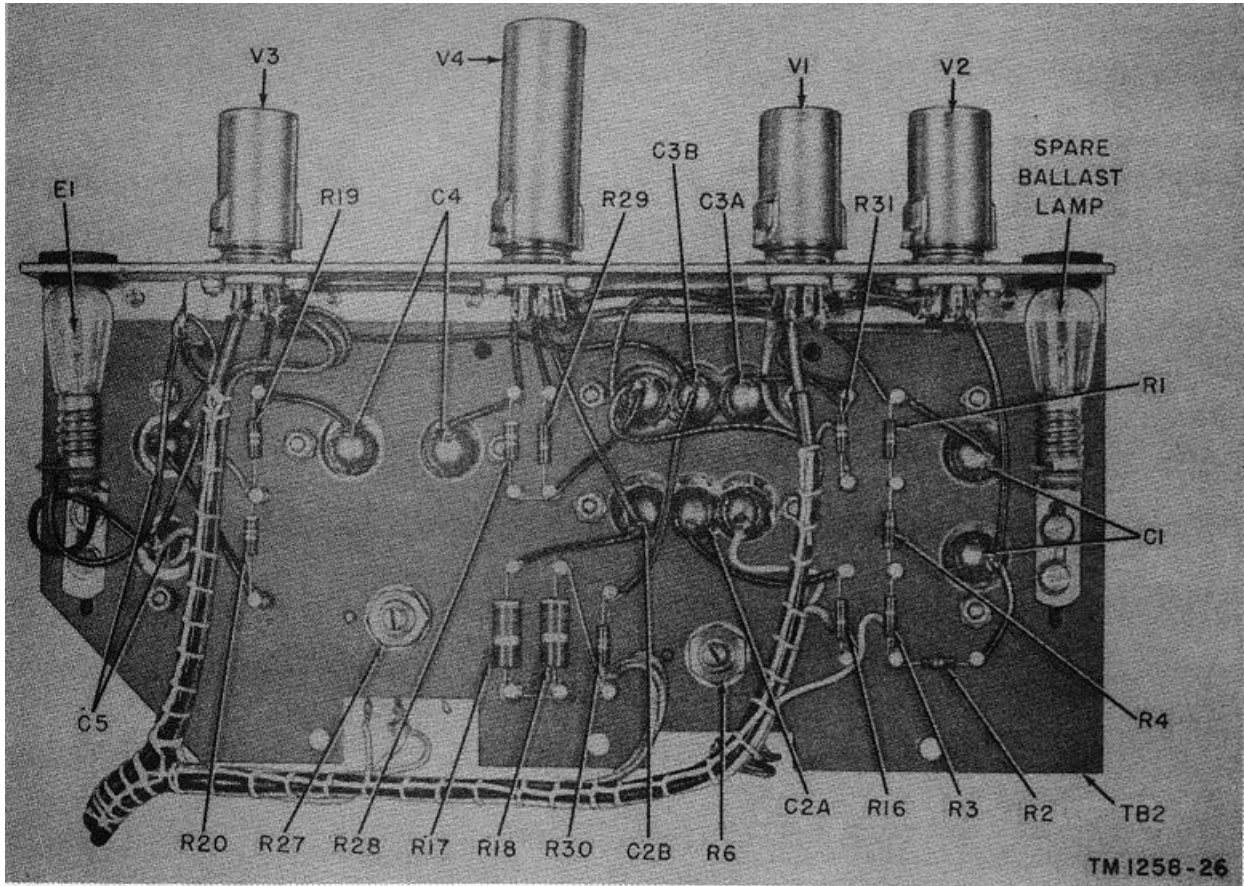 V3
V4
V1
V2
E1
R19
C4
R29
C3B
C3A
R31
SPARE
BALLAST
LAMP
R1
C1
C5
R4
R20
R27
R28
R17
R18
R30
C2B
R6
C2A
R16
R3
R2
TB2
TM 1258-26